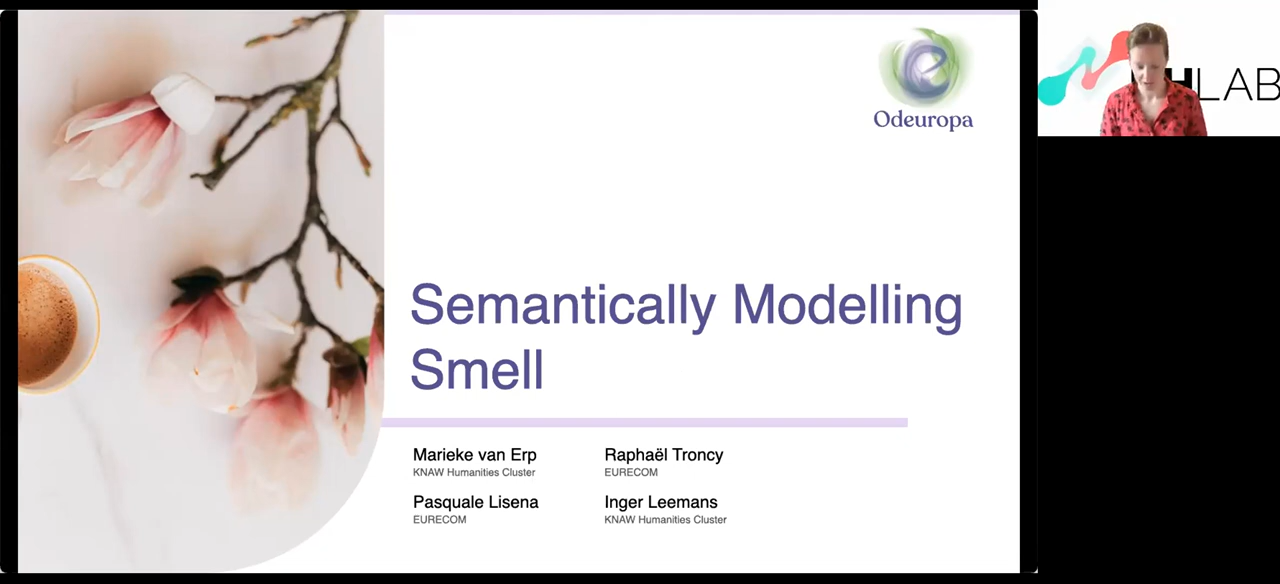 Odeuropa
Semantically Modelling
Smell
Marieke van Erp
KNAW Humanities Cluster
Raphaël Troncy
EURECOM
Pasquale Lisena
EURECOM
Inger Leemans
KNAW Humanities Cluster
LAB